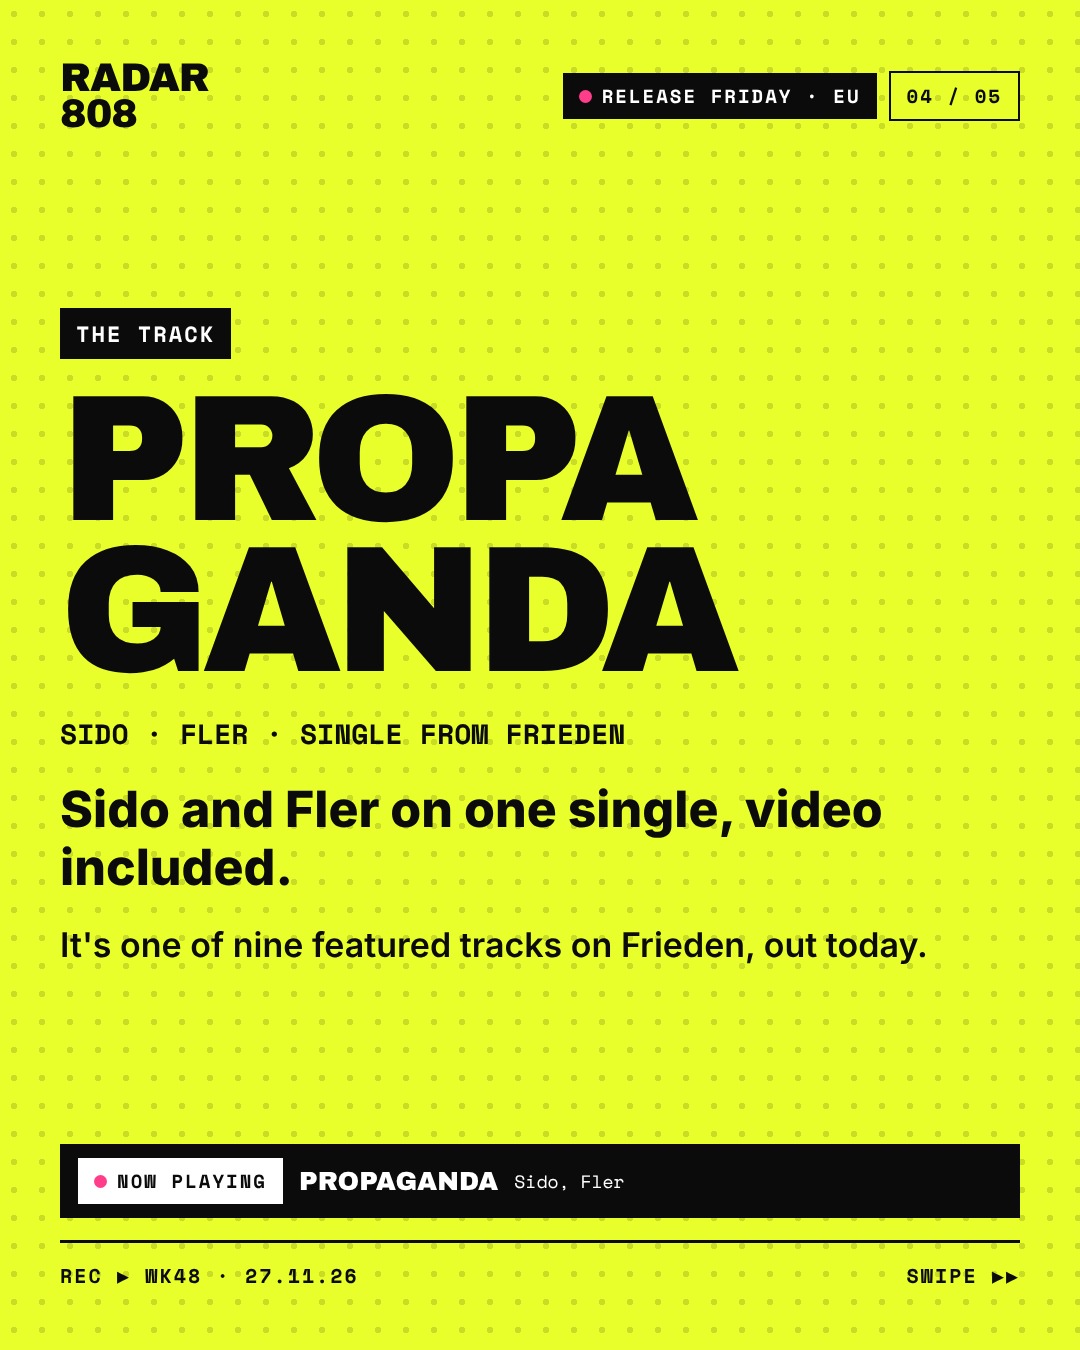 RADAR
808
RELEASE FRIDAY · EU
04 / 05
THE TRACK
PROPA
GANDA
SIDO · FLER · SINGLE FROM FRIEDEN
Sido and Fler on one single, video
included.
It's one of nine featured tracks on Frieden, out today.
NOW PLAYING PROPAGANDA Sido, Fler
REC ▶ WK48 · 27.11.26
SWIPE ▶▶